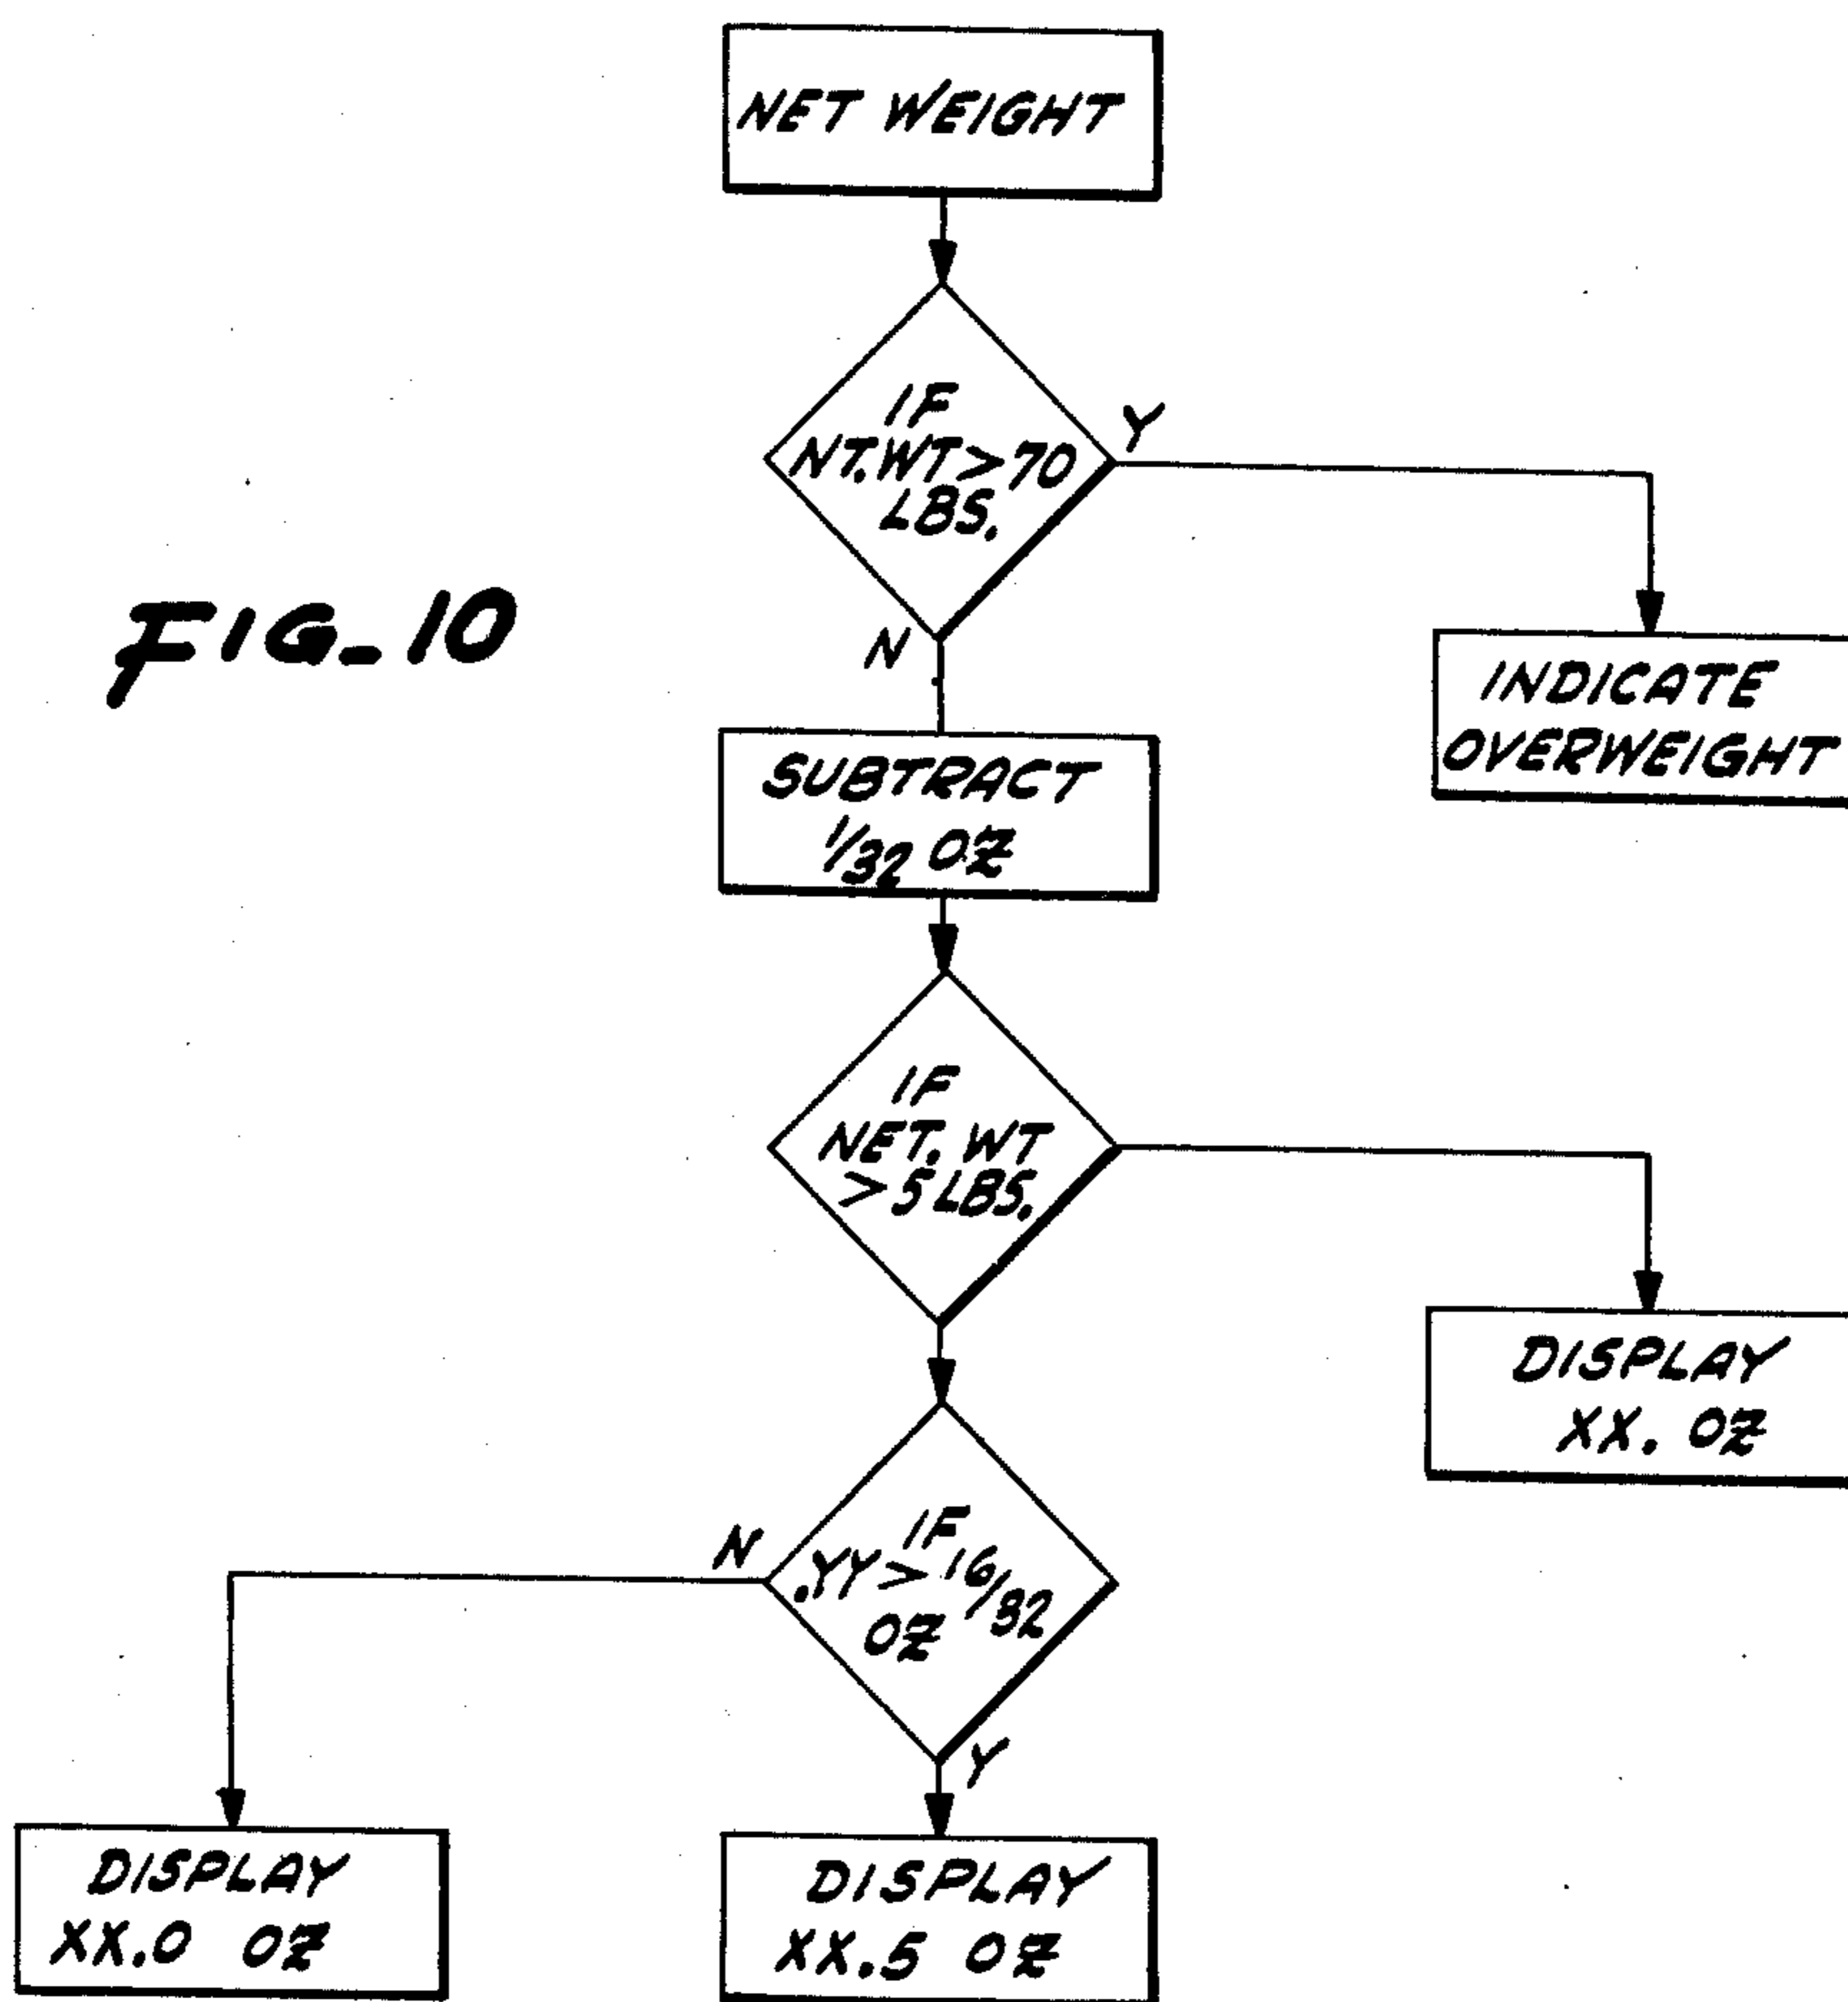 NET WEIGHT
IF
NT.WT > 70
LBS.
Y
N
FIG_10
INDICATE
OVERWEIGHT
SUBTRACT
1/32 OZ
IF
NET. WT
> 5 LBS.
DISPLAY
XX. OZ
IF
.YY > 16/32
OZ
N
Y
DISPLAY
XX.0 OZ
DISPLAY
XX.5 OZ